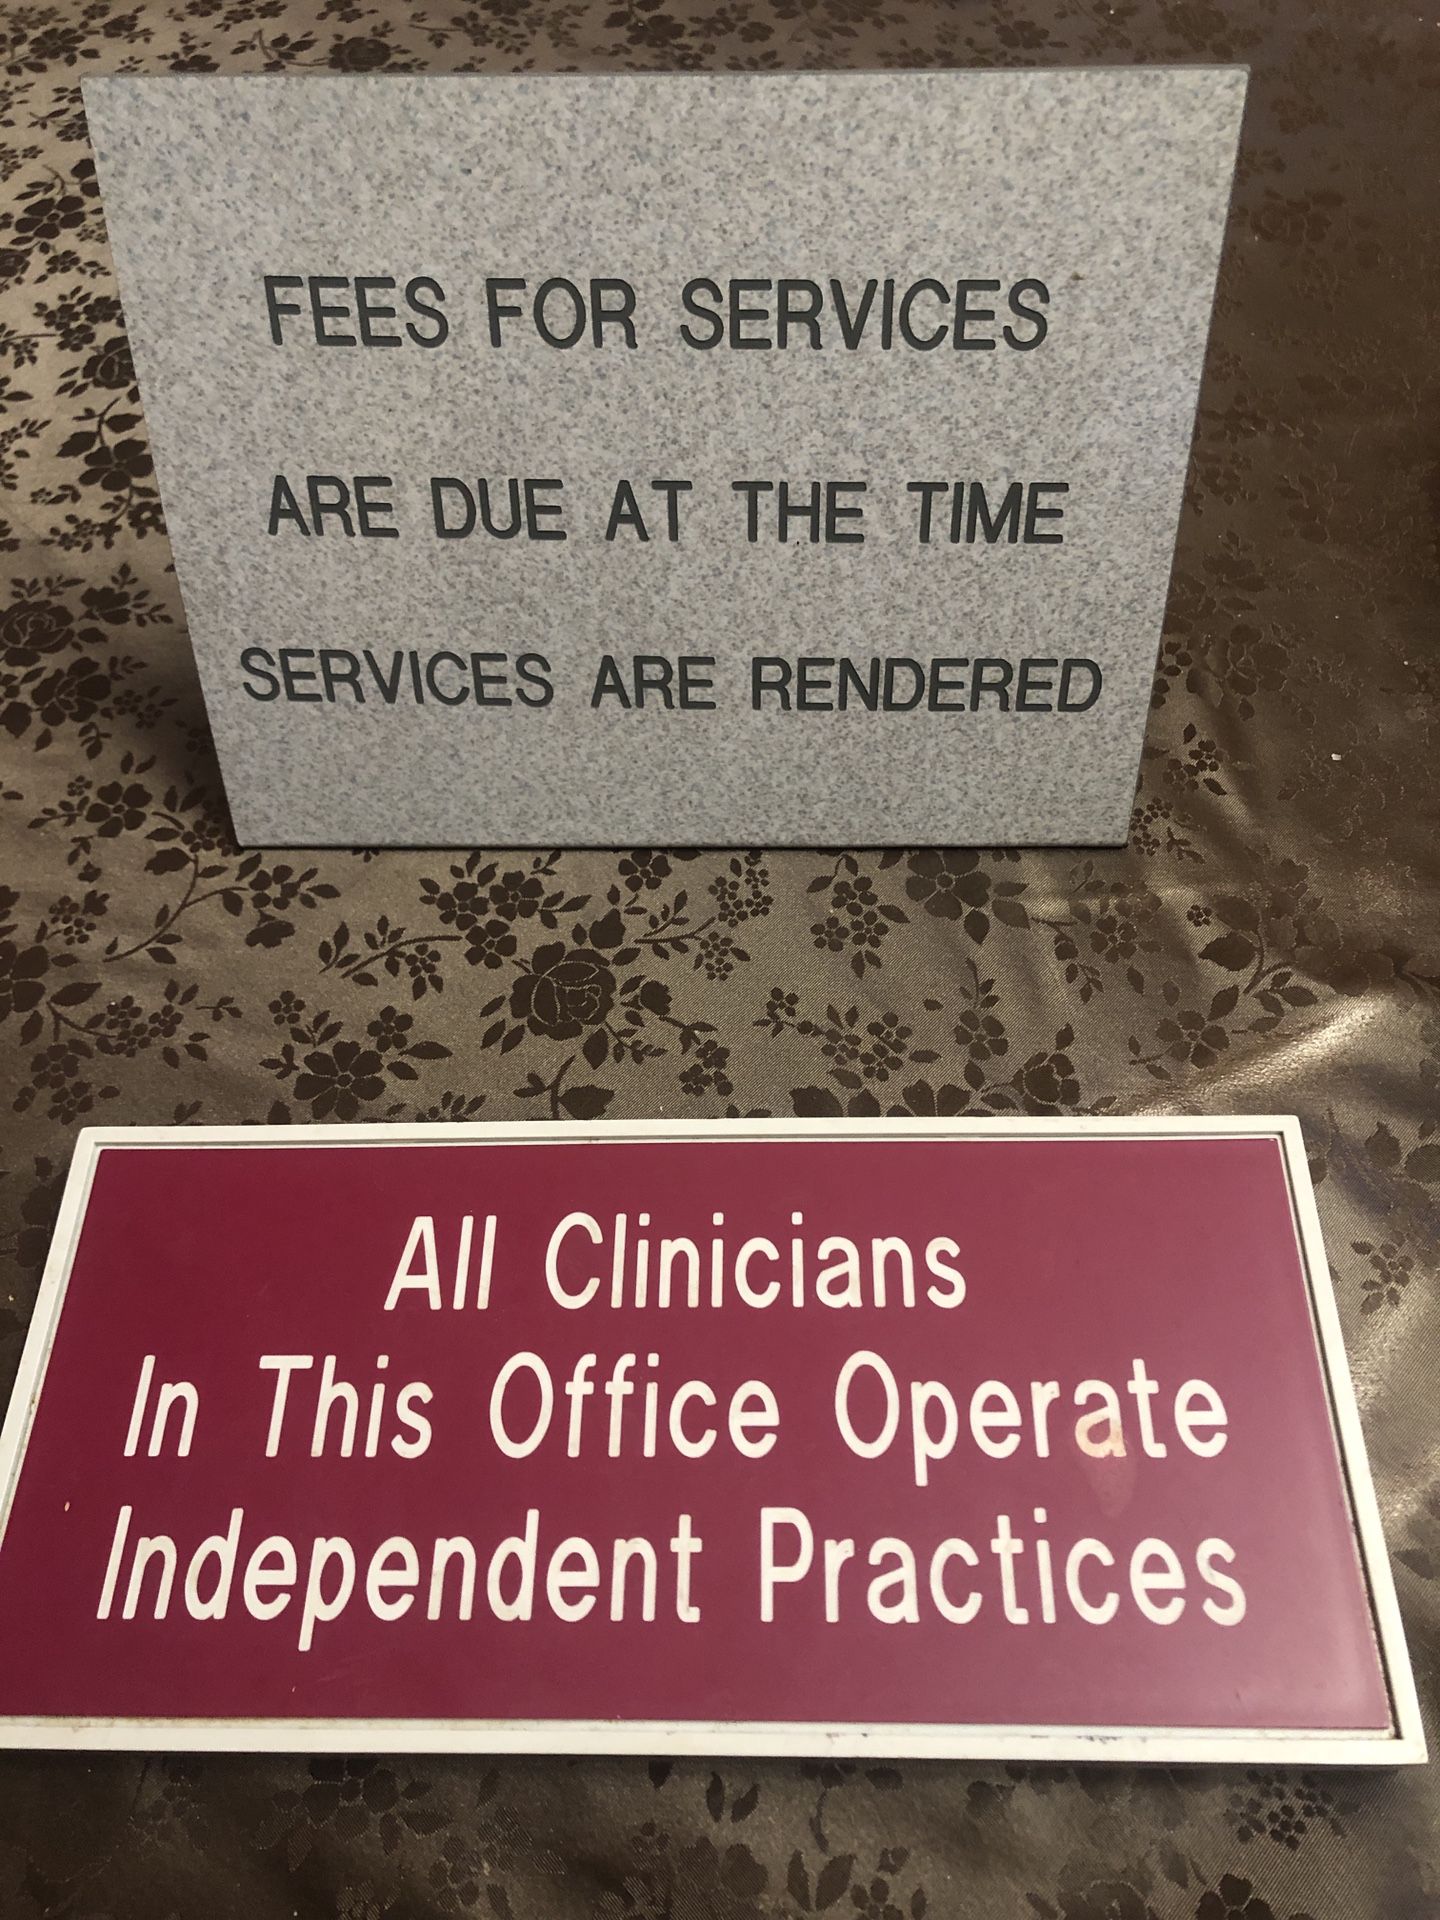 FEES FOR SERVICES
ARE DUE AT THE TIME
SERVICES ARE RENDERED
All Clinicians
In This Office Operate
Independent Practices